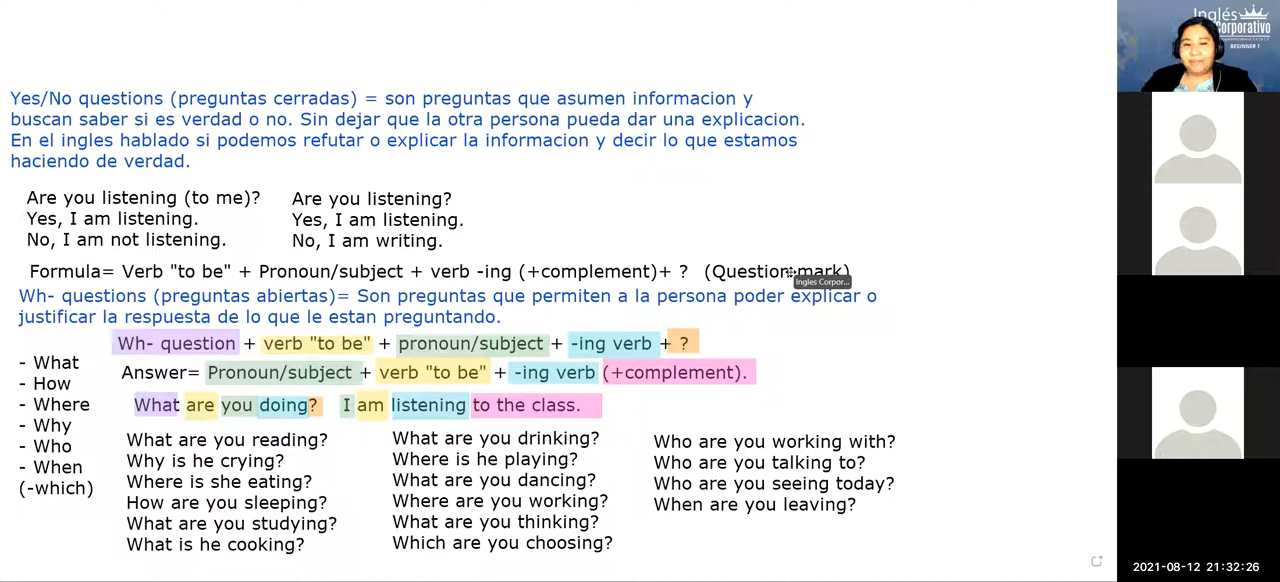 Inglés
Corporativo
BEGINNER 1
Yes/No questions (preguntas cerradas) = son preguntas que asumen informacion y
buscan saber si es verdad o no. Sin dejar que la otra persona pueda dar una explicacion.
En el ingles hablado si podemos refutar o explicar la informacion y decir lo que estamos
haciendo de verdad.
Are you listening (to me)?
Yes, I am listening.
No, I am not listening.
Are you listening?
Yes, I am listening.
No, I am writing.
Formula= Verb "to be" + Pronoun/subject + verb -ing (+complement)+ ? (Question mark)
Ingles Corpor...
Wh- questions (preguntas abiertas)= Son preguntas que permiten a la persona poder explicar o
justificar la respuesta de lo que le estan preguntando.
Wh- question + verb "to be" + pronoun/subject + -ing verb + ?
Answer= Pronoun/subject + verb "to be" + -ing verb (+complement).
What are you doing? I am listening to the class.
- What
- How
- Where
- Why
- Who
- When
(-which)
What are you reading?
Why is he crying?
Where is she eating?
How are you sleeping?
What are you studying?
What is he cooking?
What are you drinking?
Where is he playing?
What are you dancing?
Where are you working?
What are you thinking?
Which are you choosing?
Who are you working with?
Who are you talking to?
Who are you seeing today?
When are you leaving?
2021-08-12 21:32:26